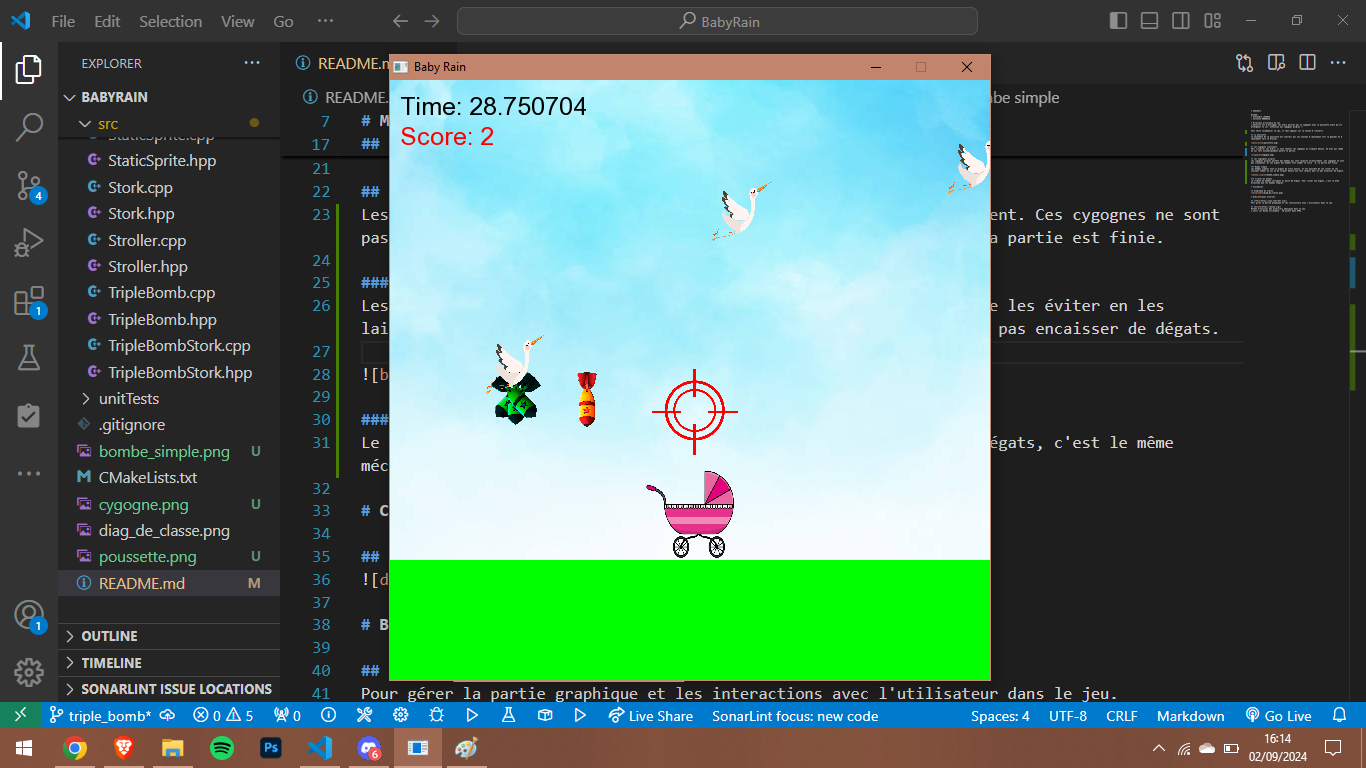 File Edit Selection View Go ··· BabyRain
EXPLORER ···
BABYRAIN
src
StaticSprite.cpp
StaticSprite.hpp
Stork.cpp
Stork.hpp
Stroller.cpp
Stroller.hpp
TripleBomb.cpp
TripleBomb.hpp
TripleBombStork.cpp
TripleBombStork.hpp
unitTests
.gitignore
bombe_simple.png U
CMakeLists.txt
cygogne.png U
diag_de_classe.png
poussette.png U
README.md M
OUTLINE
TIMELINE
SONARLINT ISSUE LOCATIONS
README.m
README.
be simple
Baby Rain
Time: 28.750704
Score: 2
7 # M
17 ##
21
22 ##
23 Les ent. Ces cygognes ne sont
pas a partie est finie.
24
25 ###
26 Les e les éviter en les
lai pas encaisser de dégats.
27
28 ![b
29
30 ###
31 Le égats, c'est le même
méc
32
33 # C
34
35 ##
36 ![d
37
38 # B
39
40 ##
41 Pour gérer la partie graphique et les interactions avec l'utilisateur dans le jeu.
4
1
1
triple_bomb* 0 5 0 Live Share SonarLint focus: new code Spaces: 4 UTF-8 CRLF Markdown Go Live
Ps
6
16:14
02/09/2024